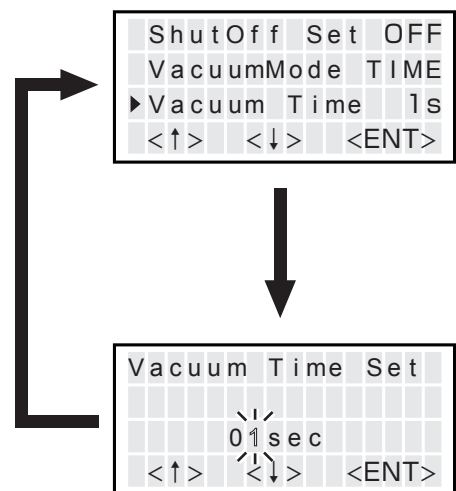 ShutOff Set OFF
VacuumMode TIME
▶Vacuum Time 1s
<↑> <↓> <ENT>
Vacuum Time Set
01sec
<↑> <↓> <ENT>